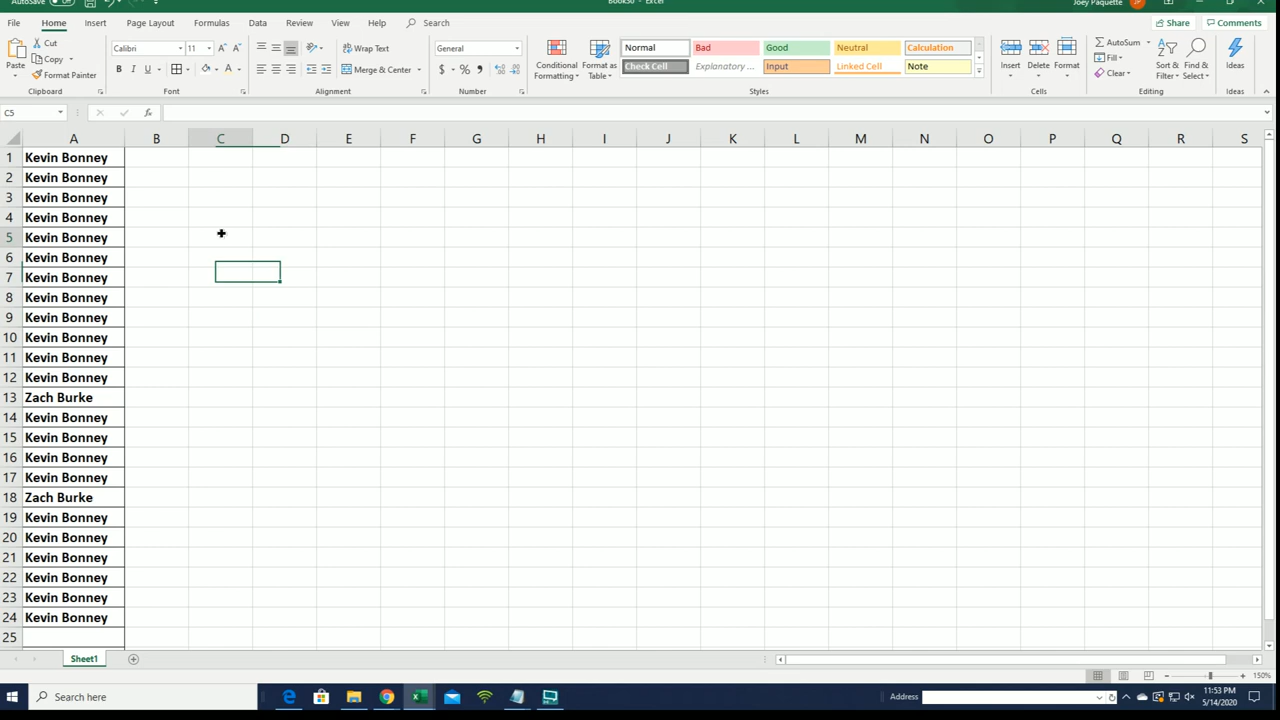 AutoSave Off Book30 - Excel Joey Paquette JP
File Home Insert Page Layout Formulas Data Review View Help Search Share Comments
Cut Calibri 11 Wrap Text General Normal Bad Good Neutral Calculation AutoSum
Copy Fill
Paste Format Painter B I U Merge & Center $ % Conditional Formatting Format as Table Check Cell Explanatory ... Input Linked Cell Note Insert Delete Format Clear Sort & Filter Find & Select Ideas
Clipboard Font Alignment Number Styles Cells Editing Ideas
C5 fx
A B C D E F G H I J K L M N O P Q R S
1 Kevin Bonney
2 Kevin Bonney
3 Kevin Bonney
4 Kevin Bonney
5 Kevin Bonney
6 Kevin Bonney
7 Kevin Bonney
8 Kevin Bonney
9 Kevin Bonney
10 Kevin Bonney
11 Kevin Bonney
12 Kevin Bonney
13 Zach Burke
14 Kevin Bonney
15 Kevin Bonney
16 Kevin Bonney
17 Kevin Bonney
18 Zach Burke
19 Kevin Bonney
20 Kevin Bonney
21 Kevin Bonney
22 Kevin Bonney
23 Kevin Bonney
24 Kevin Bonney
25
Sheet1
150%
Search here Address 11:53 PM
5/14/2020